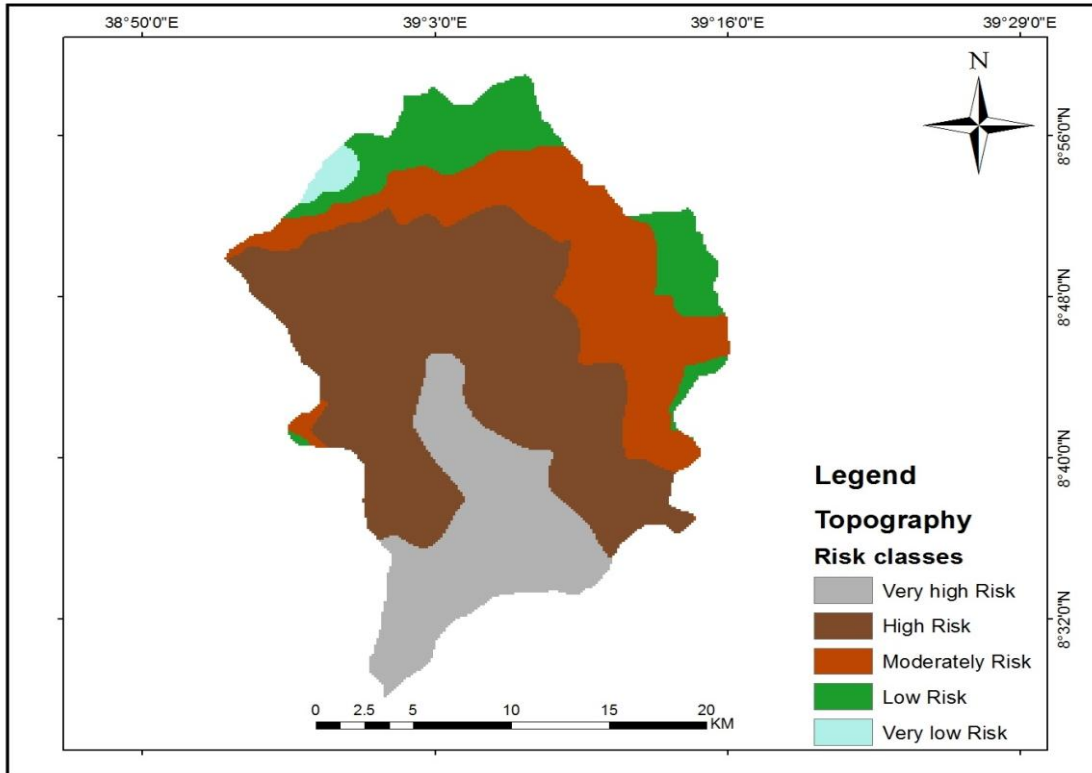 38°50'0"E 39°3'0"E 39°16'0"E 39°29'0"E
N
8°56'0"N
8°48'0"N
8°40'0"N
8°32'0"N
Legend
Topography
Risk classes
Very high Risk
High Risk
Moderately Risk
Low Risk
Very low Risk
0 2.5 5 10 15 20
KM